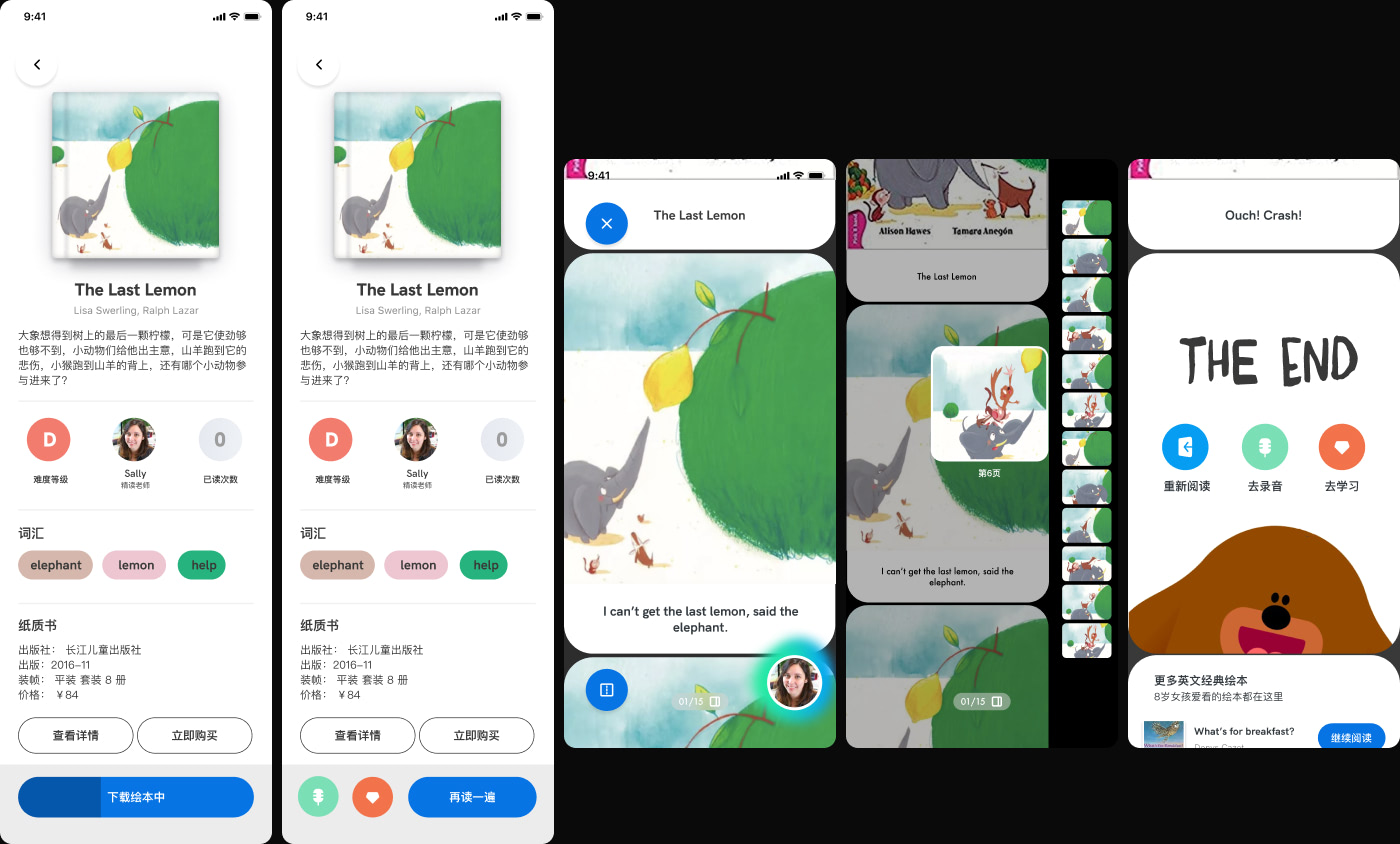 9:41
The Last Lemon
Lisa Swerling, Ralph Lazar
大象想得到树上的最后一颗柠檬，可是它使劲够
也够不到，小动物们给他出主意，山羊跑到它的
悲伤，小猴跑到山羊的背上，还有哪个小动物参
与进来了？
D
0
难度等级
Sally
精读老师
已读次数
词汇
elephant
lemon
help
纸质书
出版社： 长江儿童出版社
出版：2016-11
装帧： 平装 套装 8 册
价格： ￥84
查看详情
立即购买
下载绘本中
9:41
The Last Lemon
Lisa Swerling, Ralph Lazar
大象想得到树上的最后一颗柠檬，可是它使劲够
也够不到，小动物们给他出主意，山羊跑到它的
悲伤，小猴跑到山羊的背上，还有哪个小动物参
与进来了？
D
0
难度等级
Sally
精读老师
已读次数
词汇
elephant
lemon
help
纸质书
出版社： 长江儿童出版社
出版：2016-11
装帧： 平装 套装 8 册
价格： ￥84
查看详情
立即购买
再读一遍
9:41
The Last Lemon
I can't get the last lemon, said the
elephant.
01/15
Alison Hawes
Tamara Anegón
The Last Lemon
第6页
I can't get the last lemon, said the
elephant.
01/15
Ouch! Crash!
THE END
重新阅读
去录音
去学习
更多英文经典绘本
8岁女孩爱看的绘本都在这里
What's for breakfast?
继续阅读